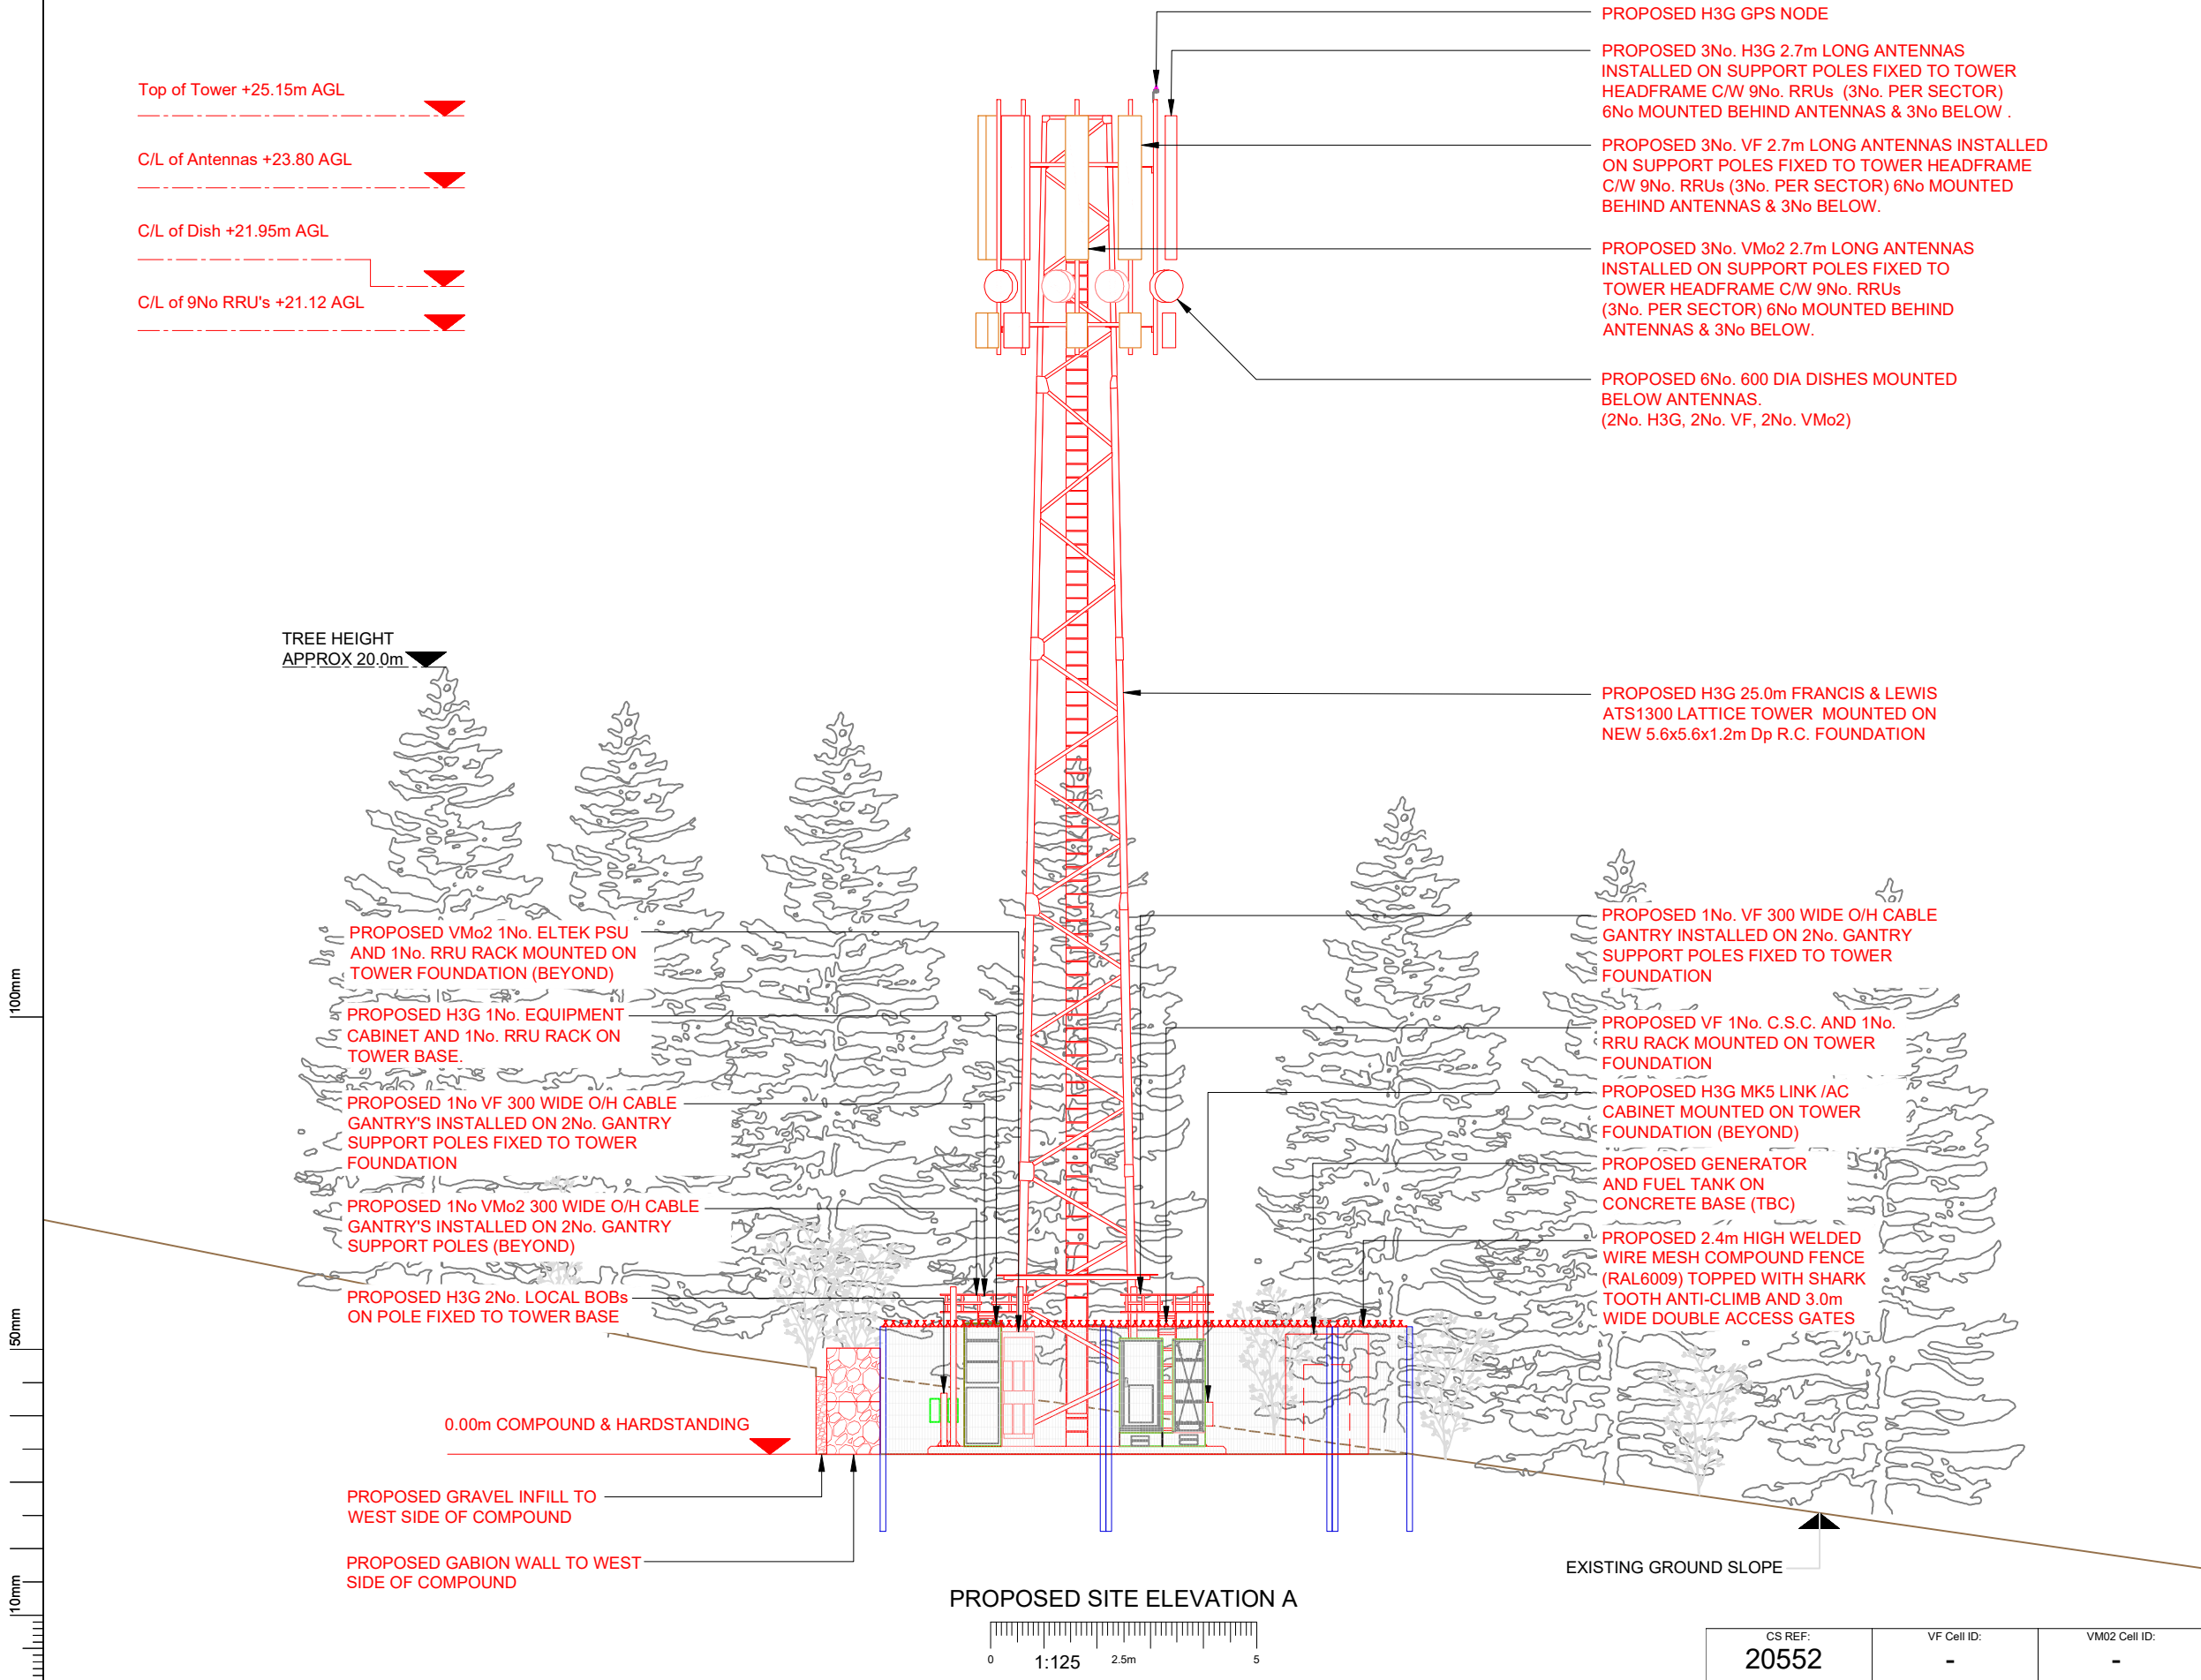 PROPOSED H3G GPS NODE
PROPOSED 3No. H3G 2.7m LONG ANTENNAS
INSTALLED ON SUPPORT POLES FIXED TO TOWER
HEADFRAME C/W 9No. RRUs (3No. PER SECTOR)
6No MOUNTED BEHIND ANTENNAS & 3No BELOW .
PROPOSED 3No. VF 2.7m LONG ANTENNAS INSTALLED
ON SUPPORT POLES FIXED TO TOWER HEADFRAME
C/W 9No. RRUs (3No. PER SECTOR) 6No MOUNTED
BEHIND ANTENNAS & 3No BELOW.
PROPOSED 3No. VMo2 2.7m LONG ANTENNAS
INSTALLED ON SUPPORT POLES FIXED TO
TOWER HEADFRAME C/W 9No. RRUs
(3No. PER SECTOR) 6No MOUNTED BEHIND
ANTENNAS & 3No BELOW.
PROPOSED 6No. 600 DIA DISHES MOUNTED
BELOW ANTENNAS.
(2No. H3G, 2No. VF, 2No. VMo2)
Top of Tower +25.15m AGL
C/L of Antennas +23.80 AGL
C/L of Dish +21.95m AGL
C/L of 9No RRU's +21.12 AGL
TREE HEIGHT
APPROX 20.0m
PROPOSED H3G 25.0m FRANCIS & LEWIS
ATS1300 LATTICE TOWER MOUNTED ON
NEW 5.6x5.6x1.2m Dp R.C. FOUNDATION
PROPOSED VMo2 1No. ELTEK PSU
AND 1No. RRU RACK MOUNTED ON
TOWER FOUNDATION (BEYOND)
PROPOSED H3G 1No. EQUIPMENT
CABINET AND 1No. RRU RACK ON
TOWER BASE.
PROPOSED 1No VF 300 WIDE O/H CABLE
GANTRY'S INSTALLED ON 2No. GANTRY
SUPPORT POLES FIXED TO TOWER
FOUNDATION
PROPOSED 1No VMo2 300 WIDE O/H CABLE
GANTRY'S INSTALLED ON 2No. GANTRY
SUPPORT POLES (BEYOND)
PROPOSED H3G 2No. LOCAL BOBs
ON POLE FIXED TO TOWER BASE
PROPOSED 1No. VF 300 WIDE O/H CABLE
GANTRY INSTALLED ON 2No. GANTRY
SUPPORT POLES FIXED TO TOWER
FOUNDATION
PROPOSED VF 1No. C.S.C. AND 1No.
RRU RACK MOUNTED ON TOWER
FOUNDATION
PROPOSED H3G MK5 LINK /AC
CABINET MOUNTED ON TOWER
FOUNDATION (BEYOND)
PROPOSED GENERATOR
AND FUEL TANK ON
CONCRETE BASE (TBC)
PROPOSED 2.4m HIGH WELDED
WIRE MESH COMPOUND FENCE
(RAL6009) TOPPED WITH SHARK
TOOTH ANTI-CLIMB AND 3.0m
WIDE DOUBLE ACCESS GATES
0.00m COMPOUND & HARDSTANDING
PROPOSED GRAVEL INFILL TO
WEST SIDE OF COMPOUND
PROPOSED GABION WALL TO WEST
SIDE OF COMPOUND
EXISTING GROUND SLOPE
100mm
50mm
10mm
PROPOSED SITE ELEVATION A
0 1:125 2.5m 5
CS REF: VF Cell ID: VM02 Cell ID:
20552 - -